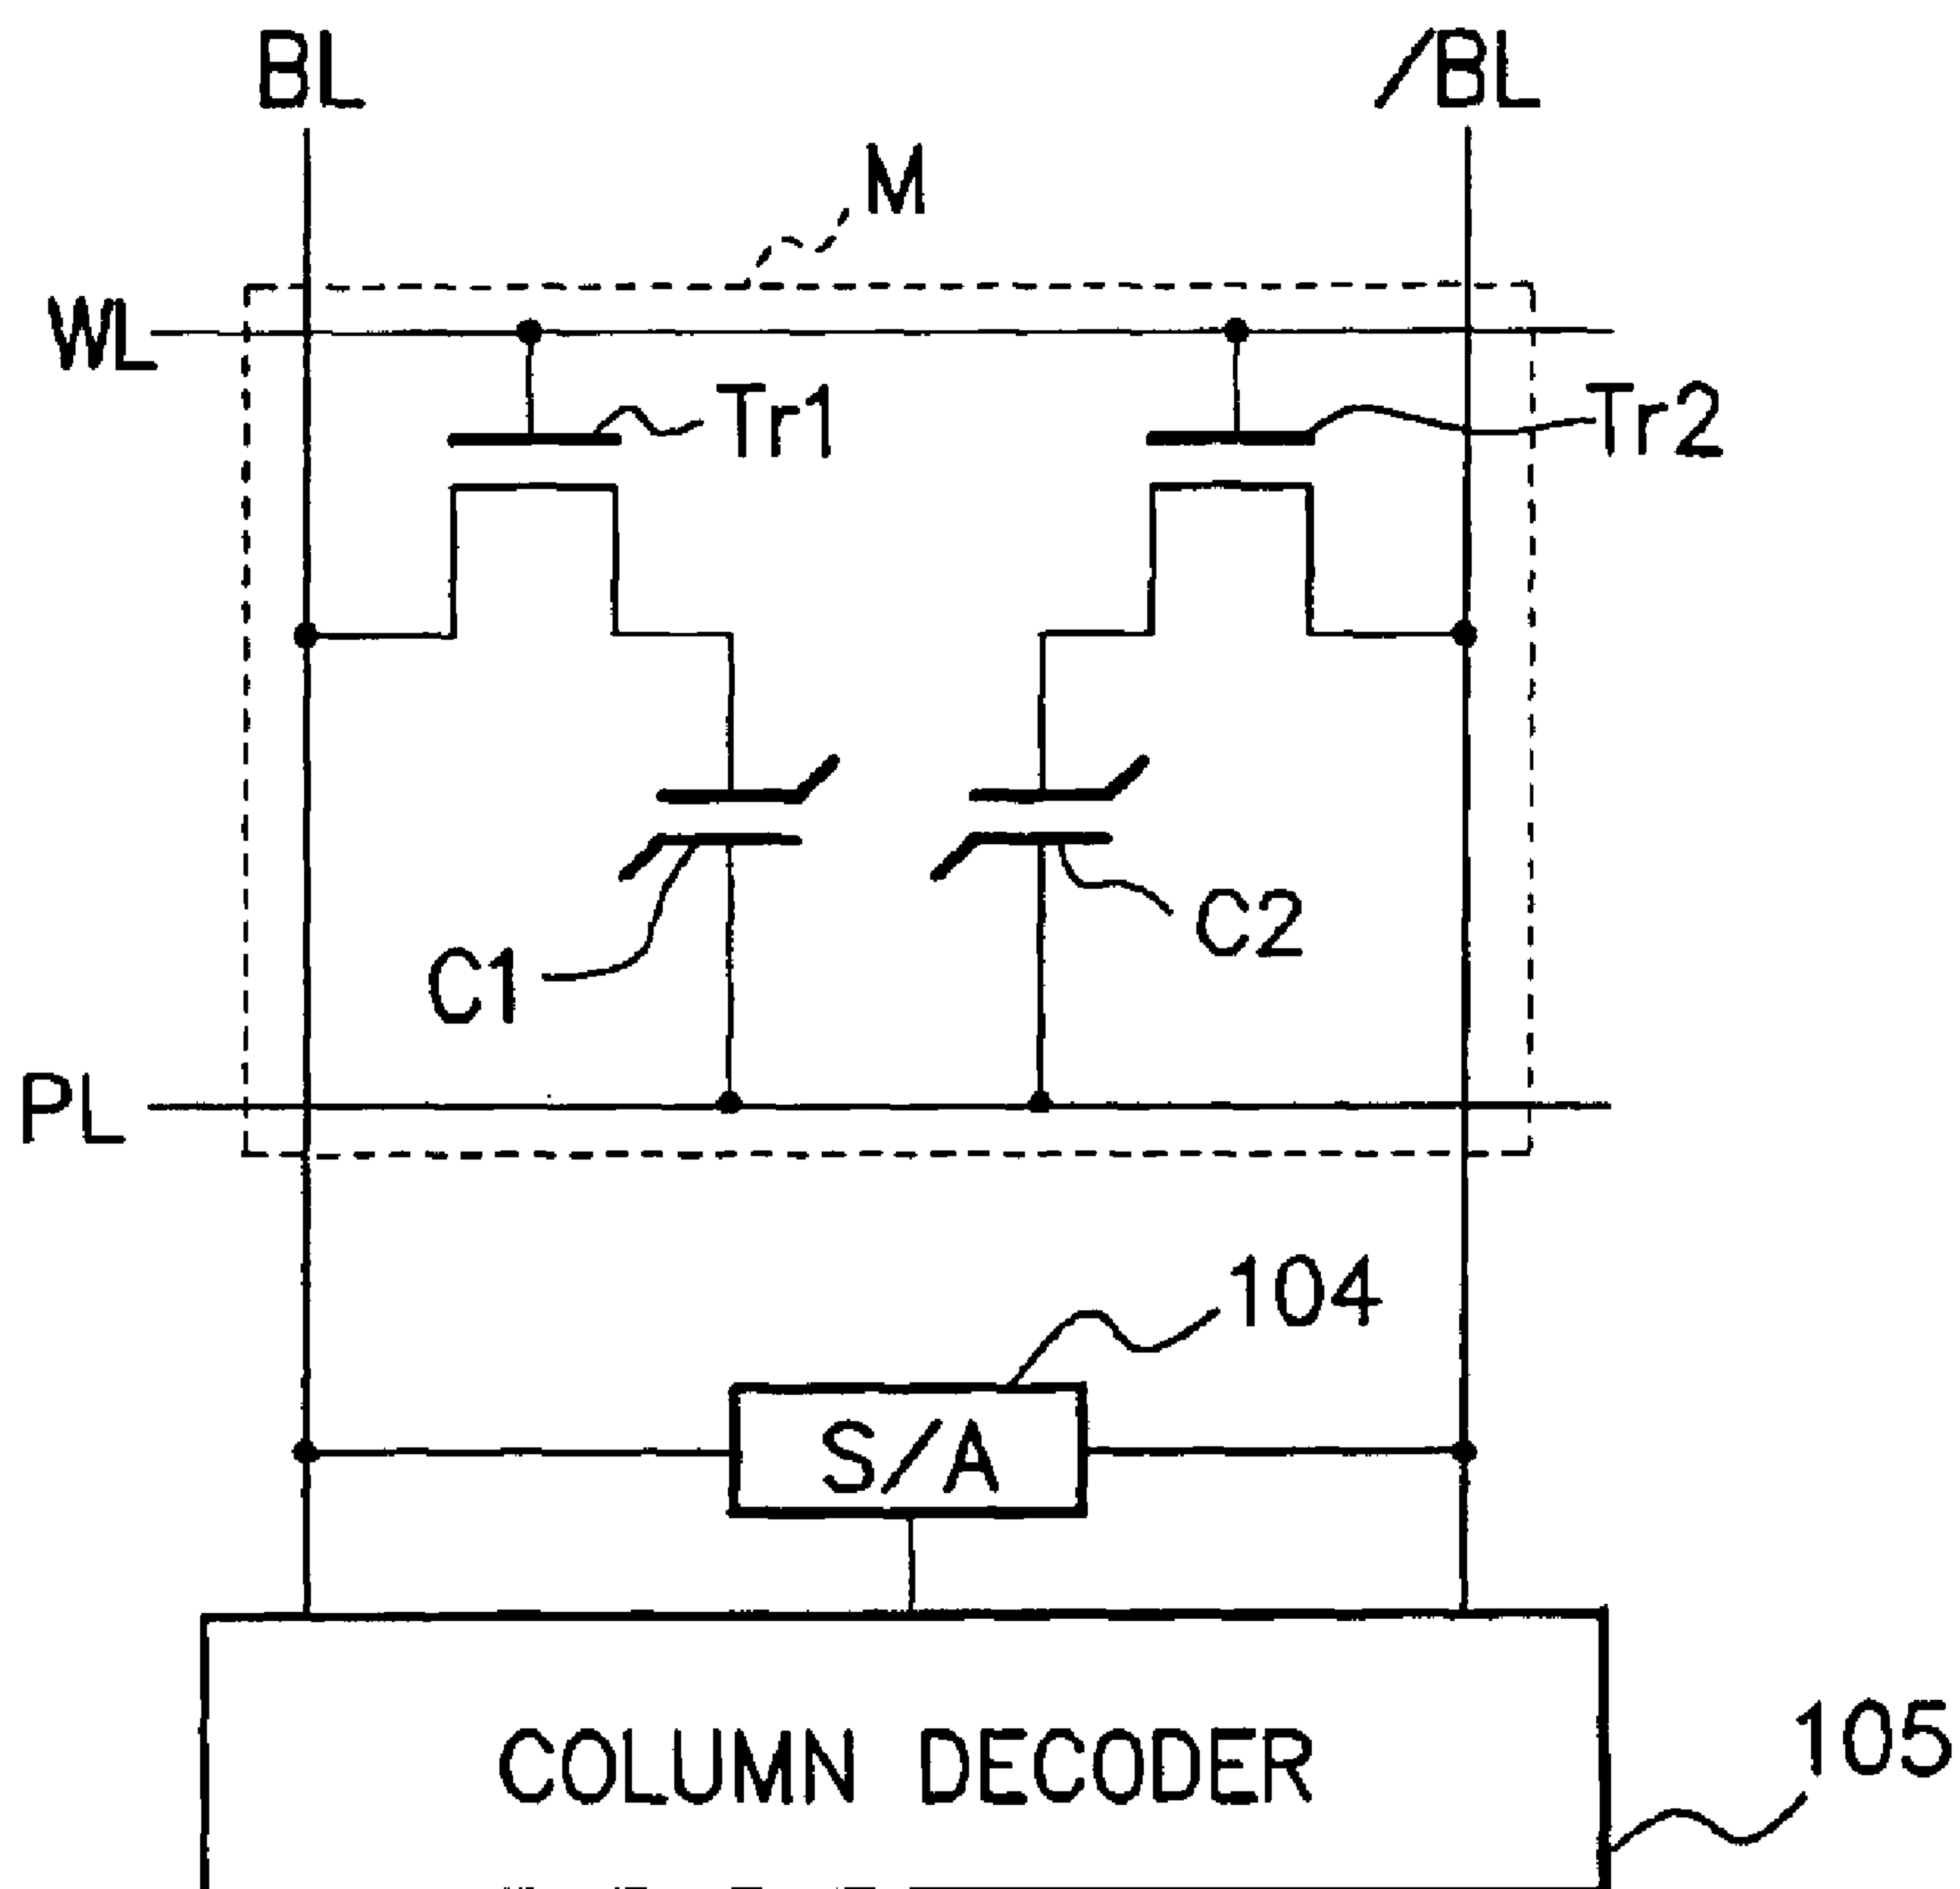 BL
/BL
M
WL
Tr1
Tr2
C1
C2
PL
104
S/A
COLUMN DECODER
105